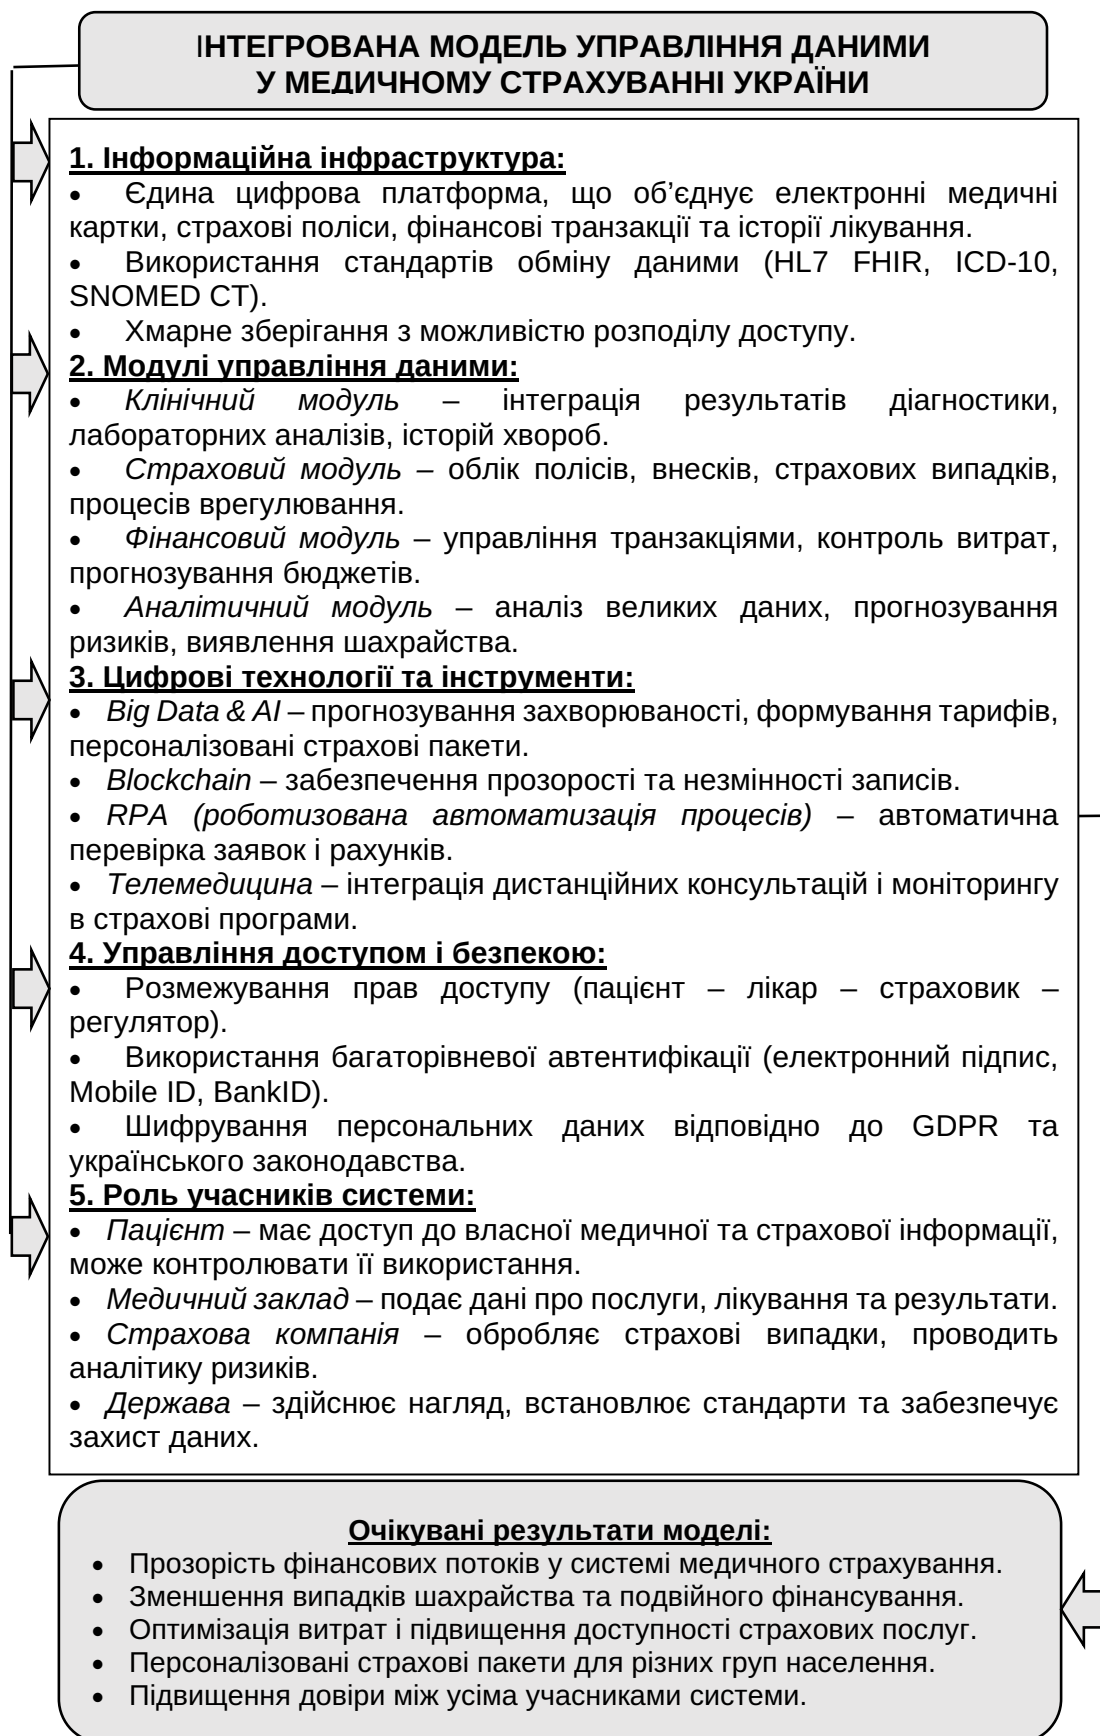 ІНТЕГРОВАНА МОДЕЛЬ УПРАВЛІННЯ ДАНИМИ
У МЕДИЧНОМУ СТРАХУВАННІ УКРАЇНИ
1. Інформаційна інфраструктура:
• Єдина цифрова платформа, що об’єднує електронні медичні
картки, страхові поліси, фінансові транзакції та історії лікування.
• Використання стандартів обміну даними (HL7 FHIR, ICD-10,
SNOMED CT).
• Хмарне зберігання з можливістю розподілу доступу.
2. Модулі управління даними:
• Клінічний модуль – інтеграція результатів діагностики,
лабораторних аналізів, історій хвороб.
• Страховий модуль – облік полісів, внесків, страхових випадків,
процесів врегулювання.
• Фінансовий модуль – управління транзакціями, контроль витрат,
прогнозування бюджетів.
• Аналітичний модуль – аналіз великих даних, прогнозування
ризиків, виявлення шахрайства.
3. Цифрові технології та інструменти:
• Big Data & AI – прогнозування захворюваності, формування тарифів,
персоналізовані страхові пакети.
• Blockchain – забезпечення прозорості та незмінності записів.
• RPA (роботизована автоматизація процесів) – автоматична
перевірка заявок і рахунків.
• Телемедицина – інтеграція дистанційних консультацій і моніторингу
в страхові програми.
4. Управління доступом і безпекою:
• Розмежування прав доступу (пацієнт – лікар – страховик –
регулятор).
• Використання багаторівневої автентифікації (електронний підпис,
Mobile ID, BankID).
• Шифрування персональних даних відповідно до GDPR та
українського законодавства.
5. Роль учасників системи:
• Пацієнт – має доступ до власної медичної та страхової інформації,
може контролювати її використання.
• Медичний заклад – подає дані про послуги, лікування та результати.
• Страхова компанія – обробляє страхові випадки, проводить
аналітику ризиків.
• Держава – здійснює нагляд, встановлює стандарти та забезпечує
захист даних.
Очікувані результати моделі:
• Прозорість фінансових потоків у системі медичного страхування.
• Зменшення випадків шахрайства та подвійного фінансування.
• Оптимізація витрат і підвищення доступності страхових послуг.
• Персоналізовані страхові пакети для різних груп населення.
• Підвищення довіри між усіма учасниками системи.